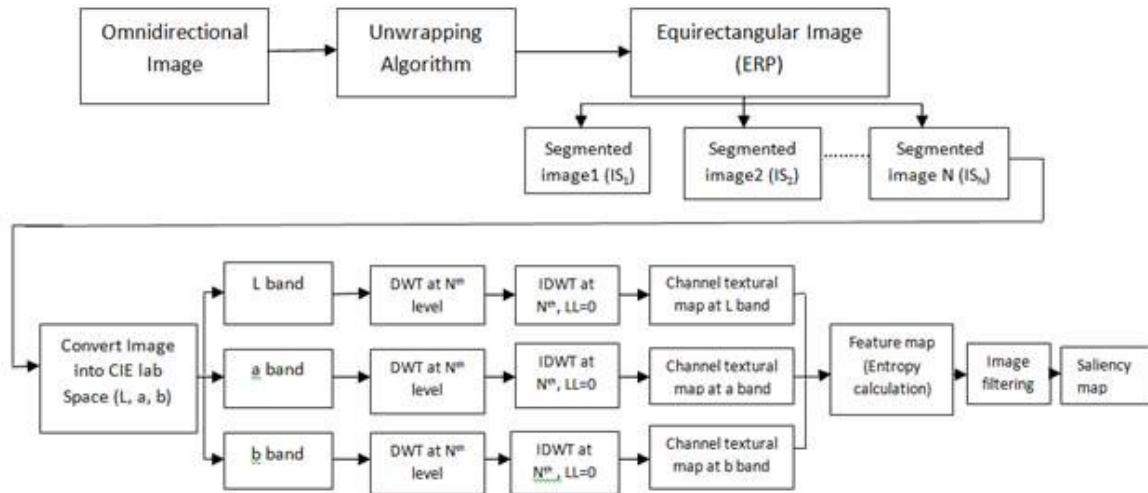 Omnidirectional
Image
Unwrapping
Algorithm
Equirectangular Image
(ERP)
Segmented
image1 (IS₁)
Segmented
image2 (IS₂)
Segmented
image N (ISₙ)
Convert Image
into CIE lab
Space (L, a, b)
L band
DWT at Nᵗʰ
level
IDWT at
Nᵗʰ, LL=0
Channel textural
map at L band
a band
DWT at Nᵗʰ
level
IDWT at
Nᵗʰ, LL=0
Channel textural
map at a band
b band
DWT at Nᵗʰ
level
IDWT at
Nᵗʰ , LL=0
Channel textural
map at b band
Feature map
(Entropy
calculation)
Image
filtering
Saliency
map